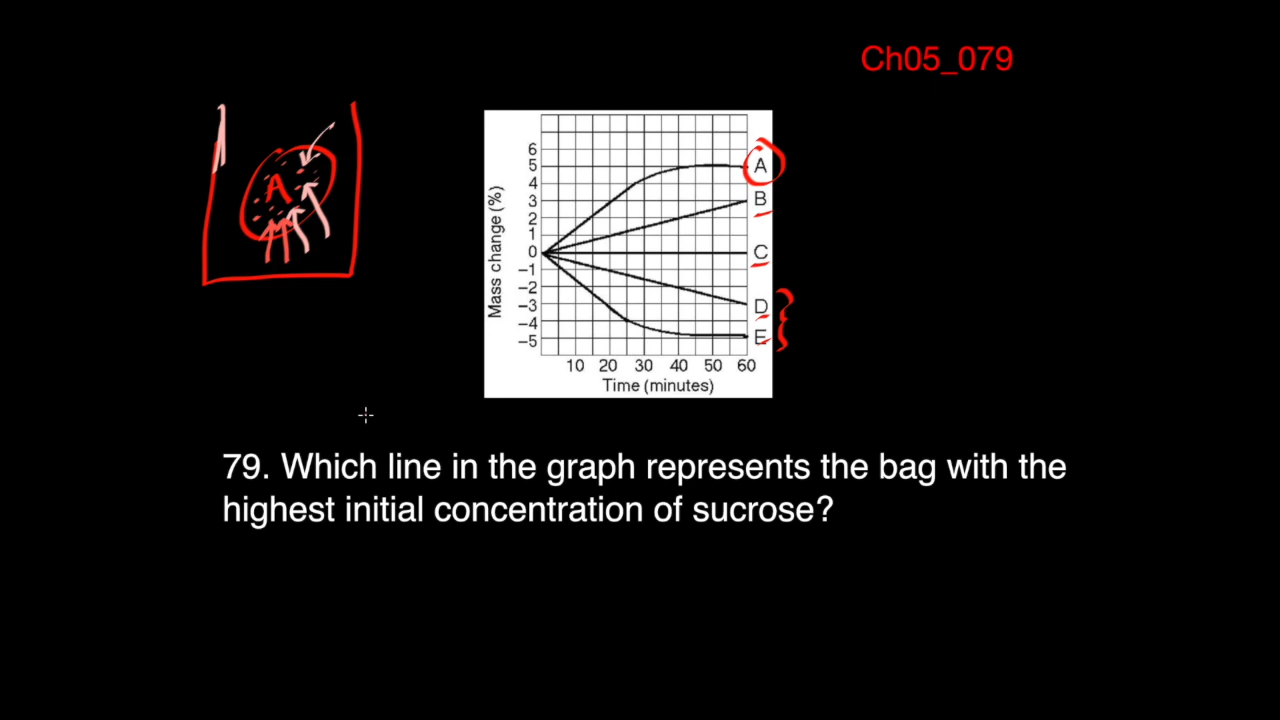 Ch05_079
A
6
5
4
3
2
1
0
−1
−2
−3
−4
−5
Mass change (%)
A
B
C
D
E
10 20 30 40 50 60
Time (minutes)
79. Which line in the graph represents the bag with the
highest initial concentration of sucrose?